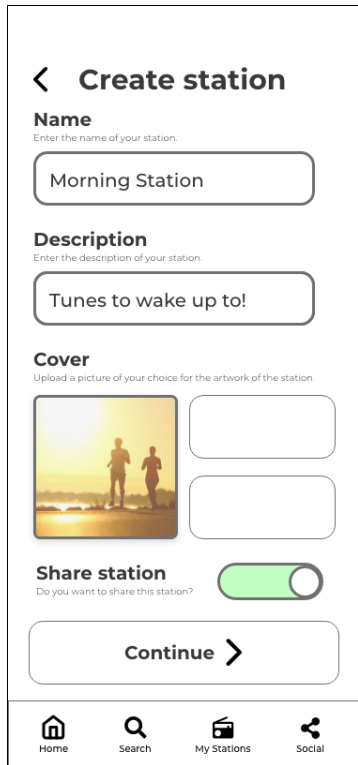 Create station
Name
Enter the name of your station.
Morning Station
Description
Enter the description of your station.
Tunes to wake up to!
Cover
Upload a picture of your choice for the artwork of the station.
Share station
Do you want to share this station?
Continue
Home Search My Stations Social